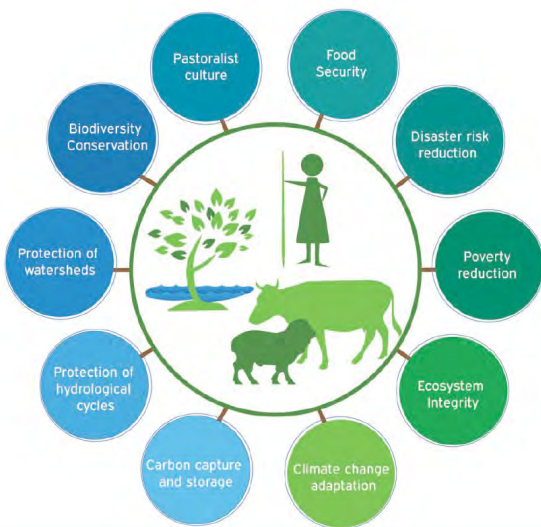 Pastoralist
culture
Food
Security
Disaster risk
reduction
Poverty
reduction
Ecosystem
Integrity
Climate change
adaptation
Carbon capture
and storage
Protection of
hydrological
cycles
Protection of
watersheds
Biodiversity
Conservation